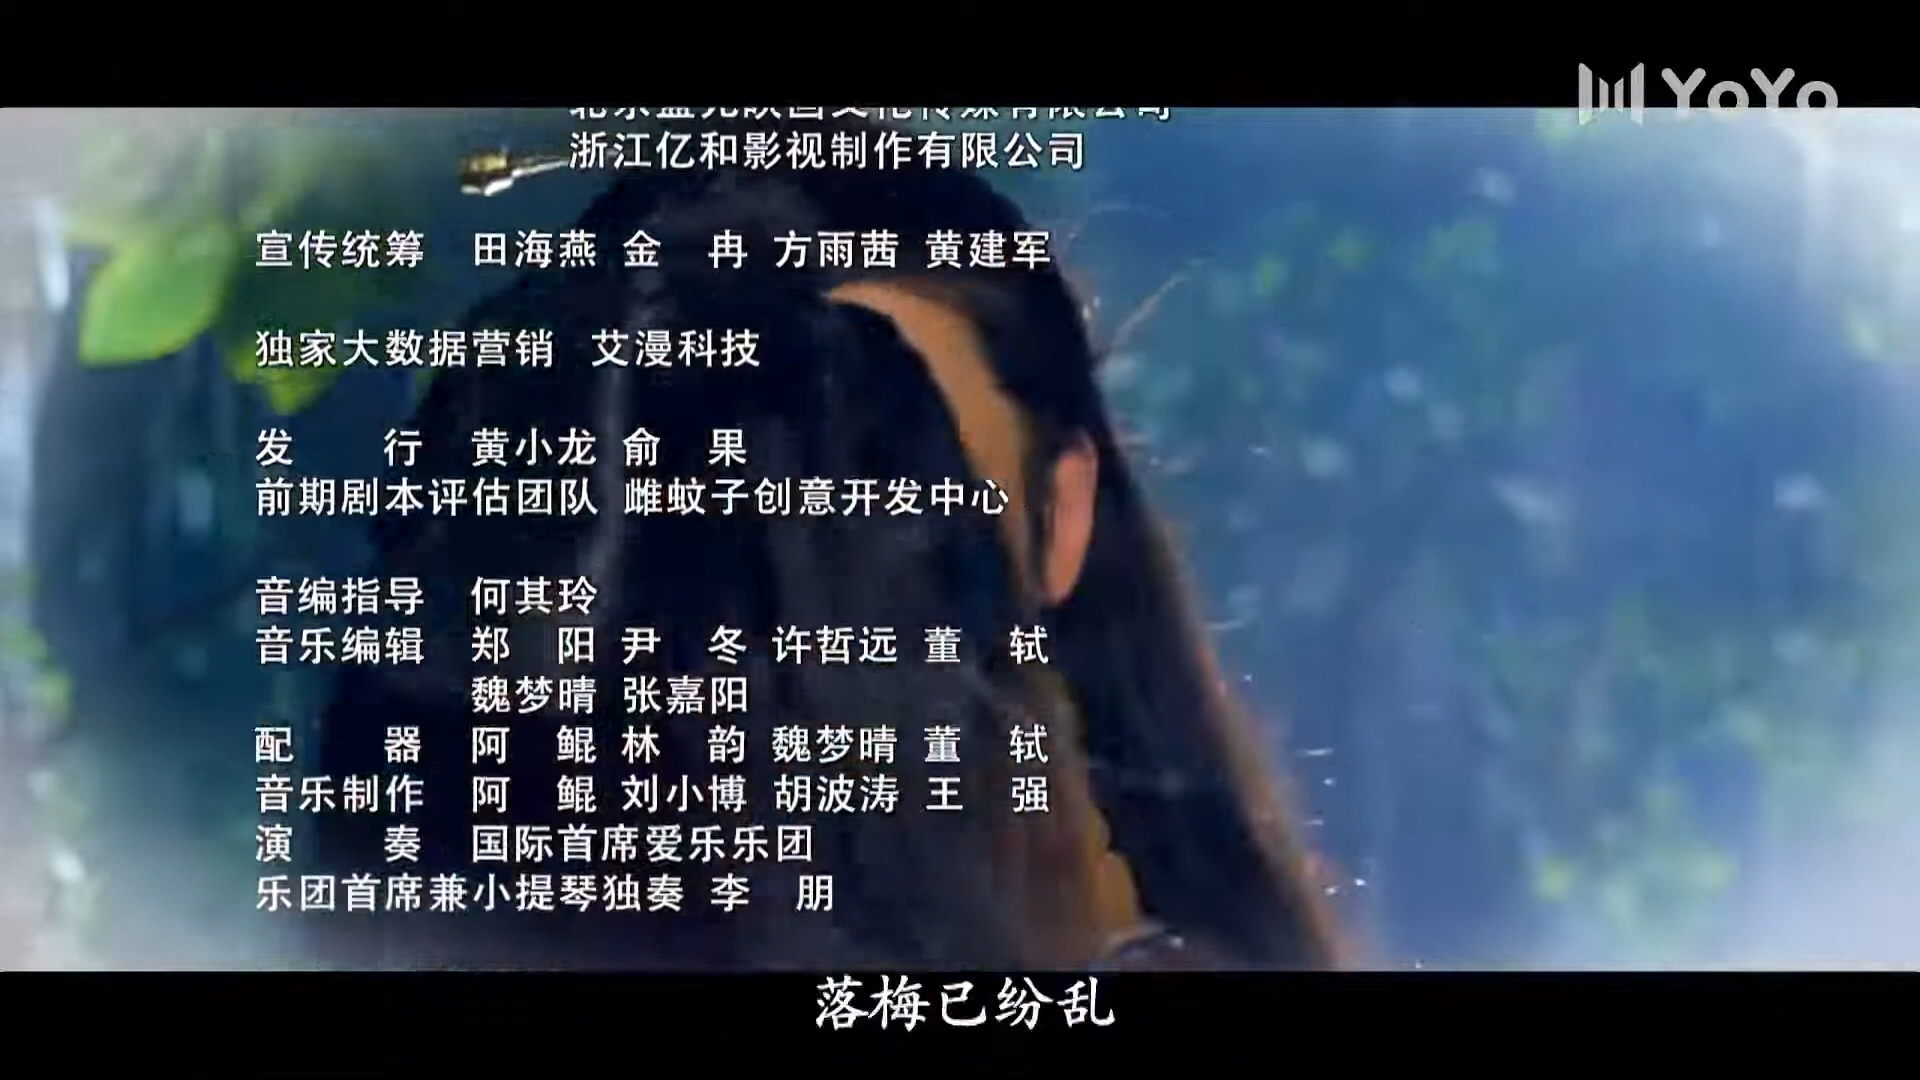 YoYo
浙江亿和影视制作有限公司
宣传统筹 田海燕 金 冉 方雨茜 黄建军
独家大数据营销 艾漫科技
发 行 黄小龙 俞 果
前期剧本评估团队 雌蚊子创意开发中心
音编指导 何其玲
音乐编辑 郑 阳 尹 冬 许哲远 董 轼
魏梦晴 张嘉阳
配 器 阿 鲲 林 韵 魏梦晴 董 轼
音乐制作 阿 鲲 刘小博 胡波涛 王 强
演 奏 国际首席爱乐乐团
乐团首席兼小提琴独奏 李 朋
落梅已纷乱